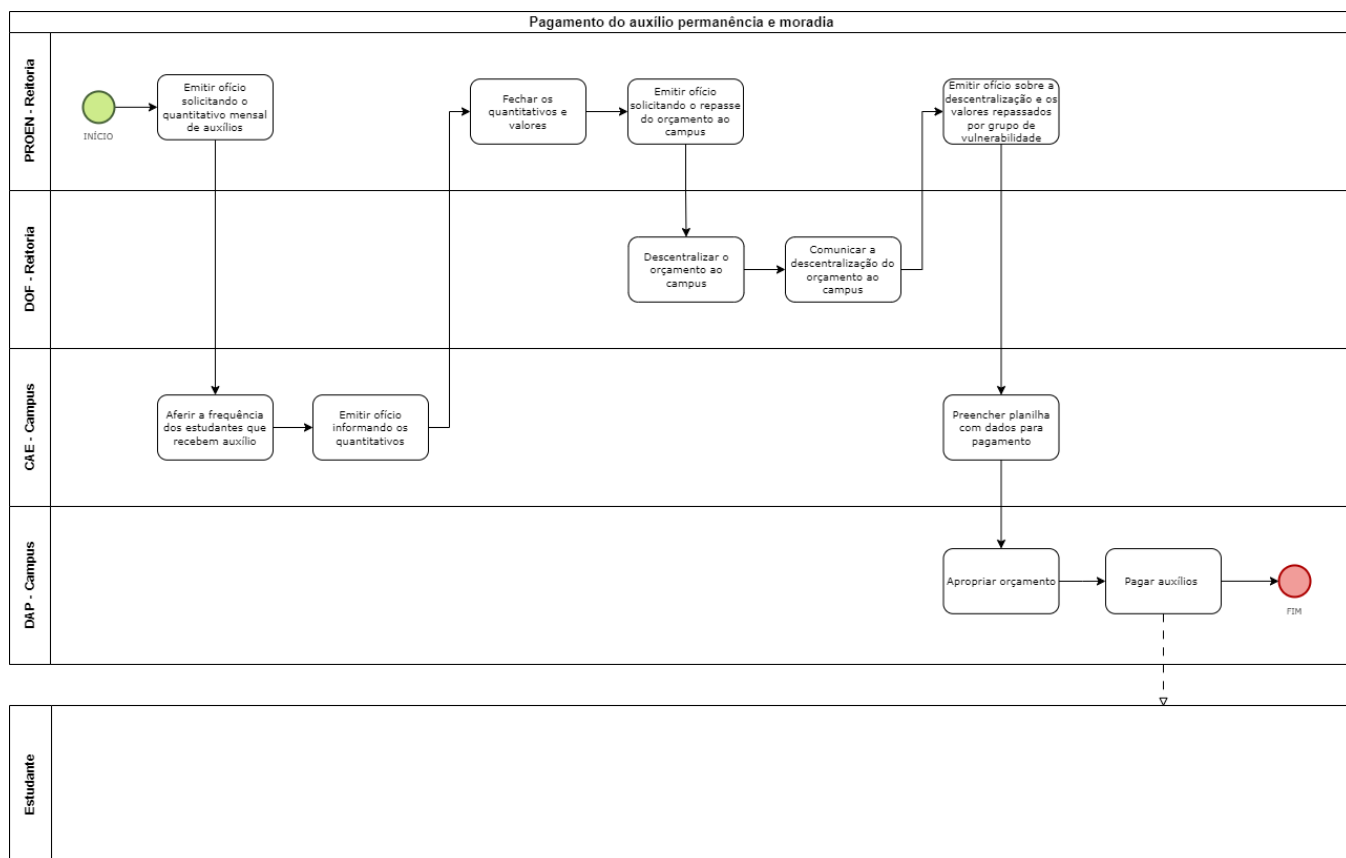 Pagamento do auxílio permanência e moradia
PROEN - Reitoria
INÍCIO
Emitir ofício
solicitando o
quantitativo mensal
de auxílios
Fechar os
quantitativos e
valores
Emitir ofício
solicitando o repasse
do orçamento ao
campus
Emitir ofício sobre a
descentralização e os
valores repassados
por grupo de
vulnerabilidade
DOF - Reitoria
Descentralizar o
orçamento ao
campus
Comunicar a
descentralização do
orçamento ao
campus
CAE - Campus
Aferir a frequência
dos estudantes que
recebem auxílio
Emitir ofício
informando os
quantitativos
Preencher planilha
com dados para
pagamento
DAP - Campus
Apropriar orçamento
Pagar auxílios
FIM
Estudante